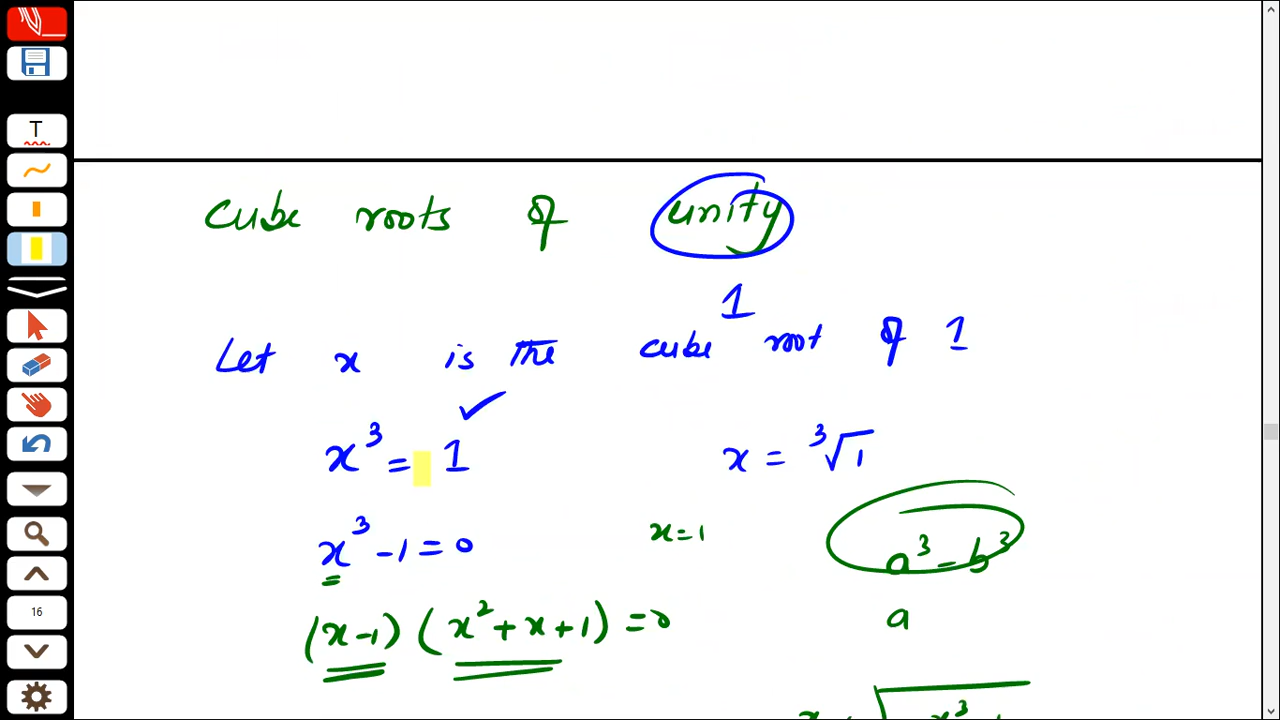 T
cube roots of unity
1
Let x is the cube root of 1
x³ = 1 x = ³√1
x³ - 1 = 0 x = 1 a³ - b³
(x-1) (x² + x + 1) = 0 a
16